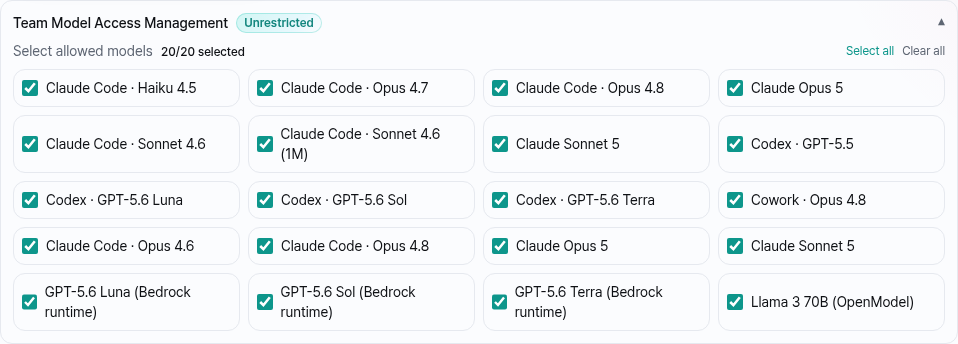 Team Model Access Management Unrestricted ▲
Select allowed models 20/20 selected Select all Clear all
Claude Code · Haiku 4.5
Claude Code · Opus 4.7
Claude Code · Opus 4.8
Claude Opus 5
Claude Code · Sonnet 4.6
Claude Code · Sonnet 4.6
(1M)
Claude Sonnet 5
Codex · GPT-5.5
Codex · GPT-5.6 Luna
Codex · GPT-5.6 Sol
Codex · GPT-5.6 Terra
Cowork · Opus 4.8
Claude Code · Opus 4.6
Claude Code · Opus 4.8
Claude Opus 5
Claude Sonnet 5
GPT-5.6 Luna (Bedrock
runtime)
GPT-5.6 Sol (Bedrock
runtime)
GPT-5.6 Terra (Bedrock
runtime)
Llama 3 70B (OpenModel)